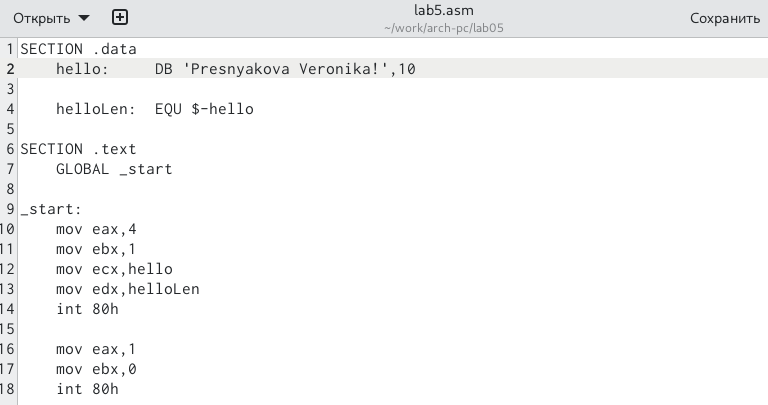 Открыть
lab5.asm
~/work/arch-pc/lab05
Сохранить
1 SECTION .data
2     hello:     DB 'Presnyakova Veronika!',10
3
4     helloLen:  EQU $-hello
5
6 SECTION .text
7     GLOBAL _start
8
9 _start:
10     mov eax,4
11     mov ebx,1
12     mov ecx,hello
13     mov edx,helloLen
14     int 80h
15
16     mov eax,1
17     mov ebx,0
18     int 80h